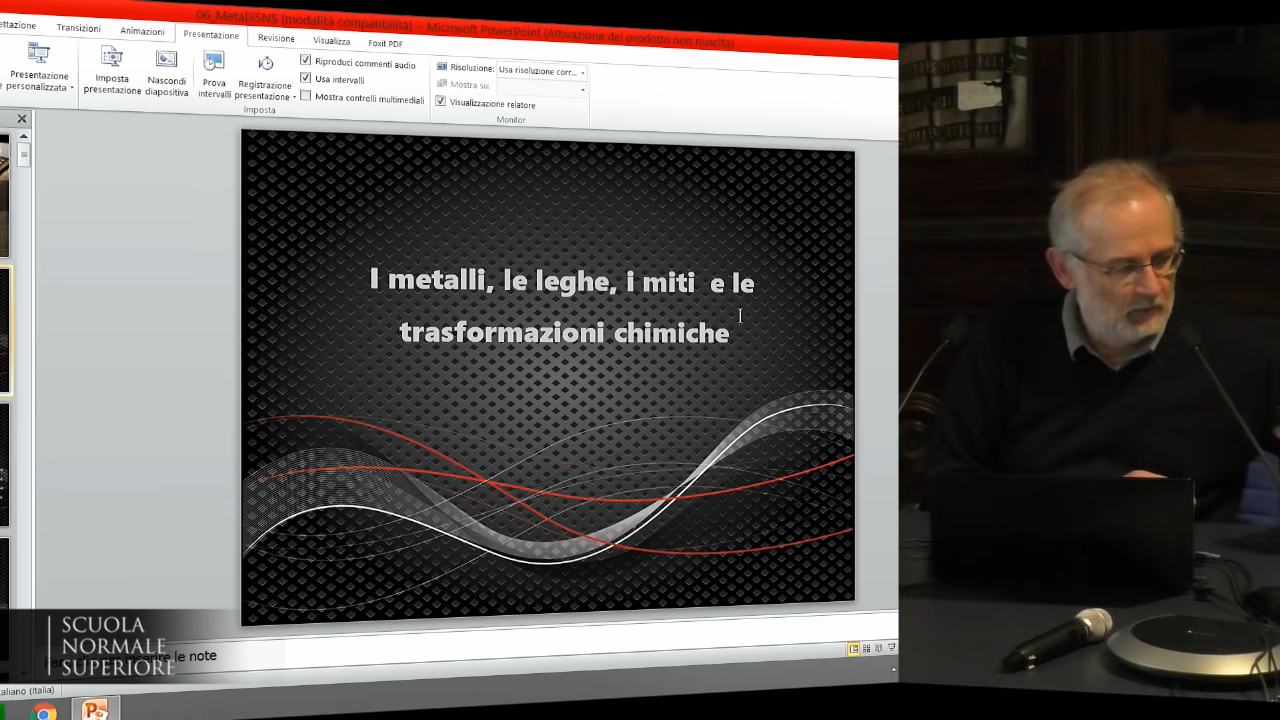 06_MetalliSNS [modalità compatibilità] - Microsoft PowerPoint (Attivazione del prodotto non riuscita)
ettazione Transizioni Animazioni Presentazione Revisione Visualizza Foxit PDF
Presentazione
e personalizzata
Imposta
presentazione
Nascondi
diapositiva
Prova
intervalli
Registrazione
presentazione
Riproduci commenti audio
Usa intervalli
Mostra controlli multimediali
Imposta
Risoluzione: Usa risoluzione corr...
Mostra su:
Visualizzazione relatore
Monitor
I metalli, le leghe, i miti e le
trasformazioni chimiche
SCUOLA
NORMALE
SUPERIORE
le note
taliano (Italia)
P